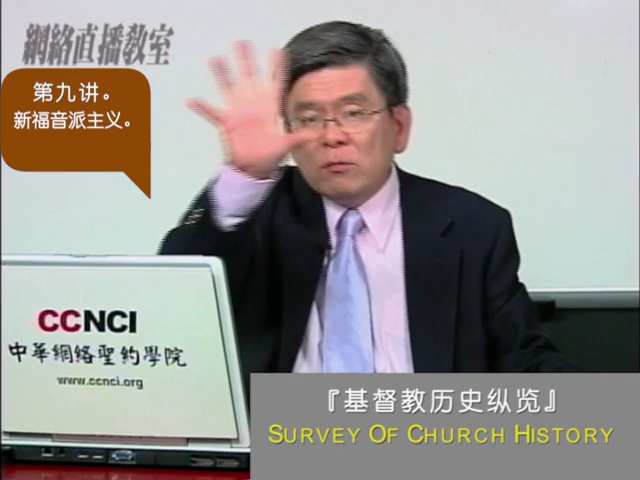 網絡直播教室
第九讲。
新福音派主义。
CCNCI
中華網絡聖約學院
www.ccnci.org
『基督教历史纵览』
SURVEY OF CHURCH HISTORY